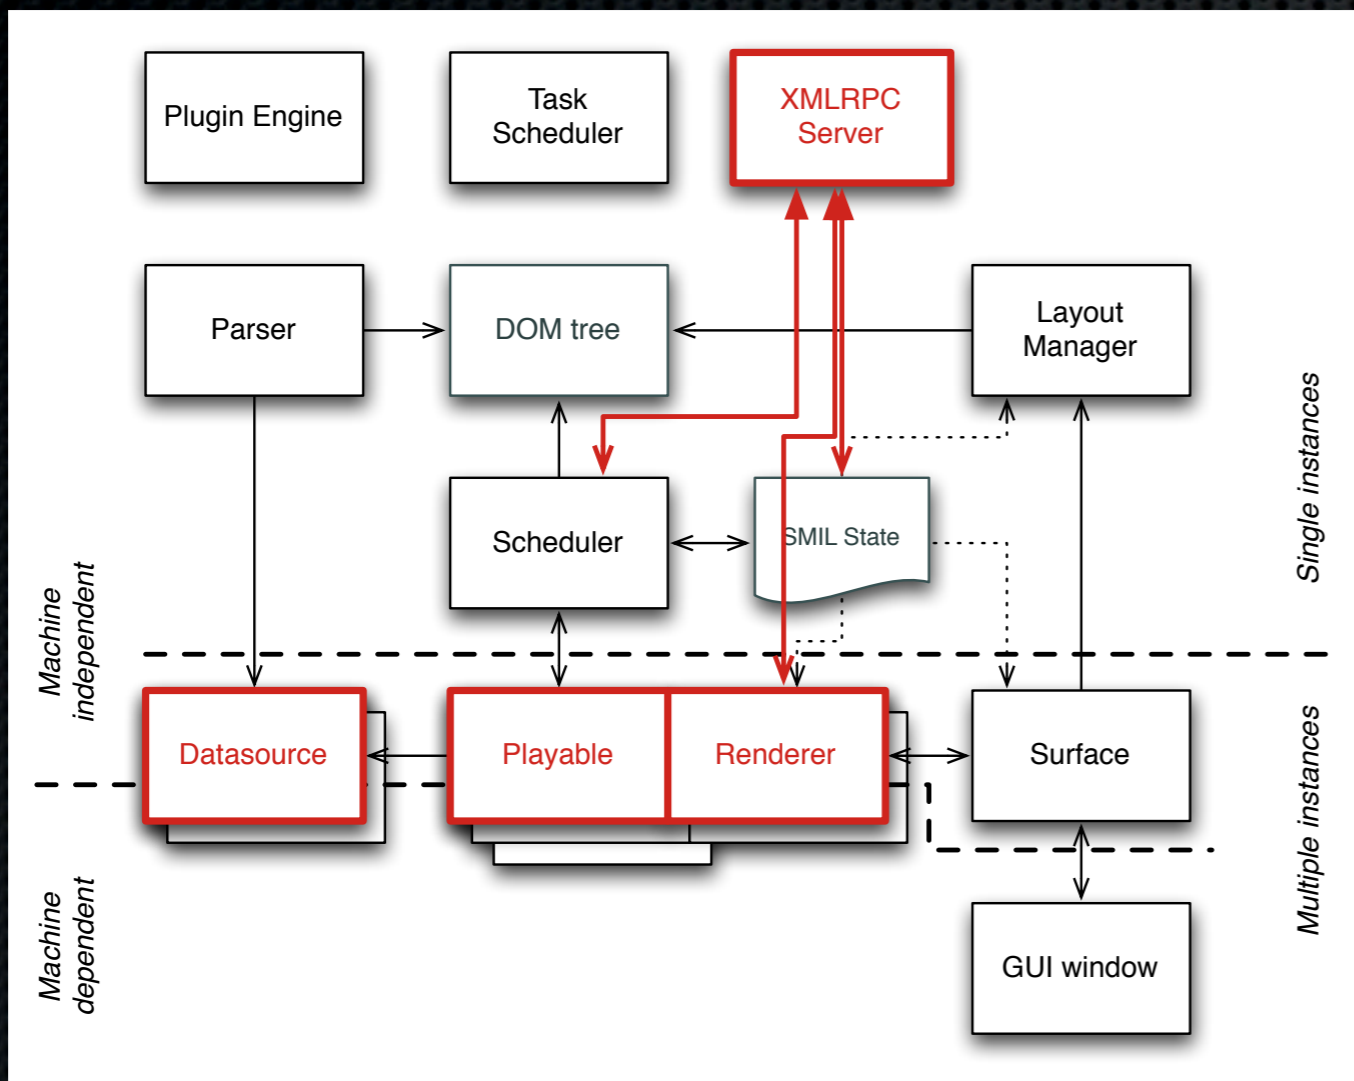 Plugin Engine
Task
Scheduler
XMLRPC
Server
Parser
DOM tree
Layout
Manager
Scheduler
SMIL State
Single instances
Machine
independent
Datasource
Playable
Renderer
Surface
Multiple instances
Machine
dependent
GUI window